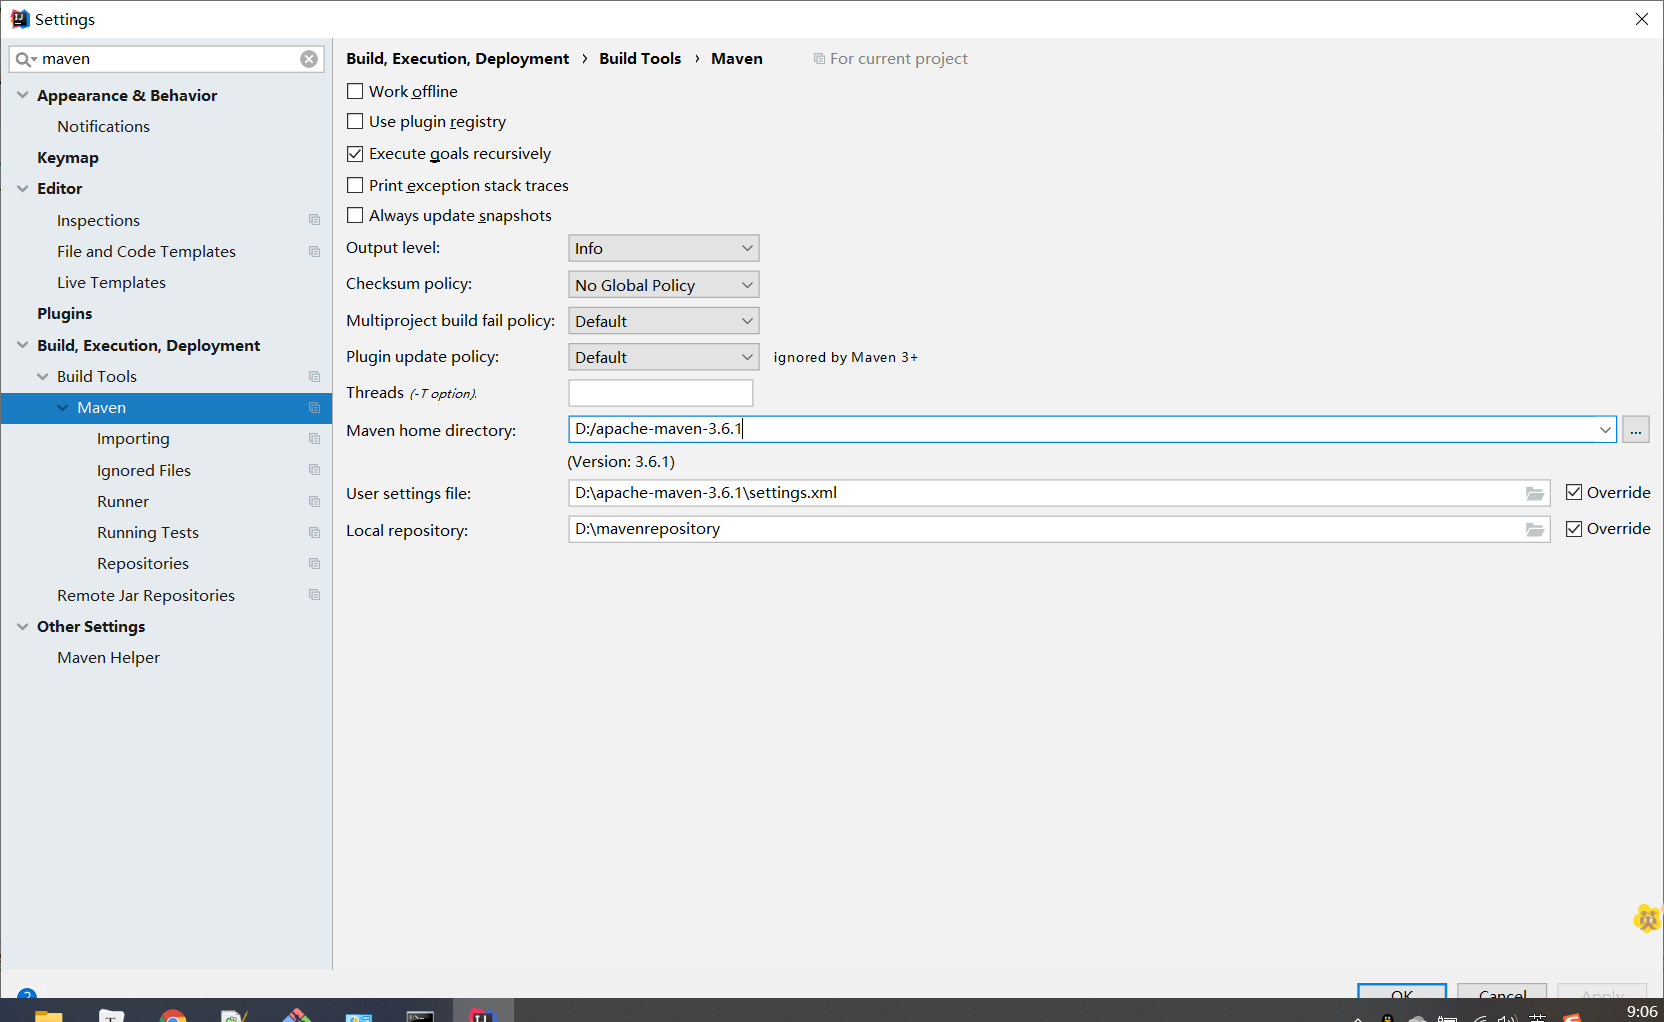 Settings
maven
Appearance & Behavior
Notifications
Keymap
Editor
Inspections
File and Code Templates
Live Templates
Plugins
Build, Execution, Deployment
Build Tools
Maven
Importing
Ignored Files
Runner
Running Tests
Repositories
Remote Jar Repositories
Other Settings
Maven Helper
Build, Execution, Deployment › Build Tools › Maven For current project
Work offline
Use plugin registry
Execute goals recursively
Print exception stack traces
Always update snapshots
Output level: Info
Checksum policy: No Global Policy
Multiproject build fail policy: Default
Plugin update policy: Default ignored by Maven 3+
Threads (-T option).
Maven home directory: D:/apache-maven-3.6.1 ...
(Version: 3.6.1)
User settings file: D:\apache-maven-3.6.1\settings.xml Override
Local repository: D:\mavenrepository Override
英
?
OK Cancel Apply
英
9:06